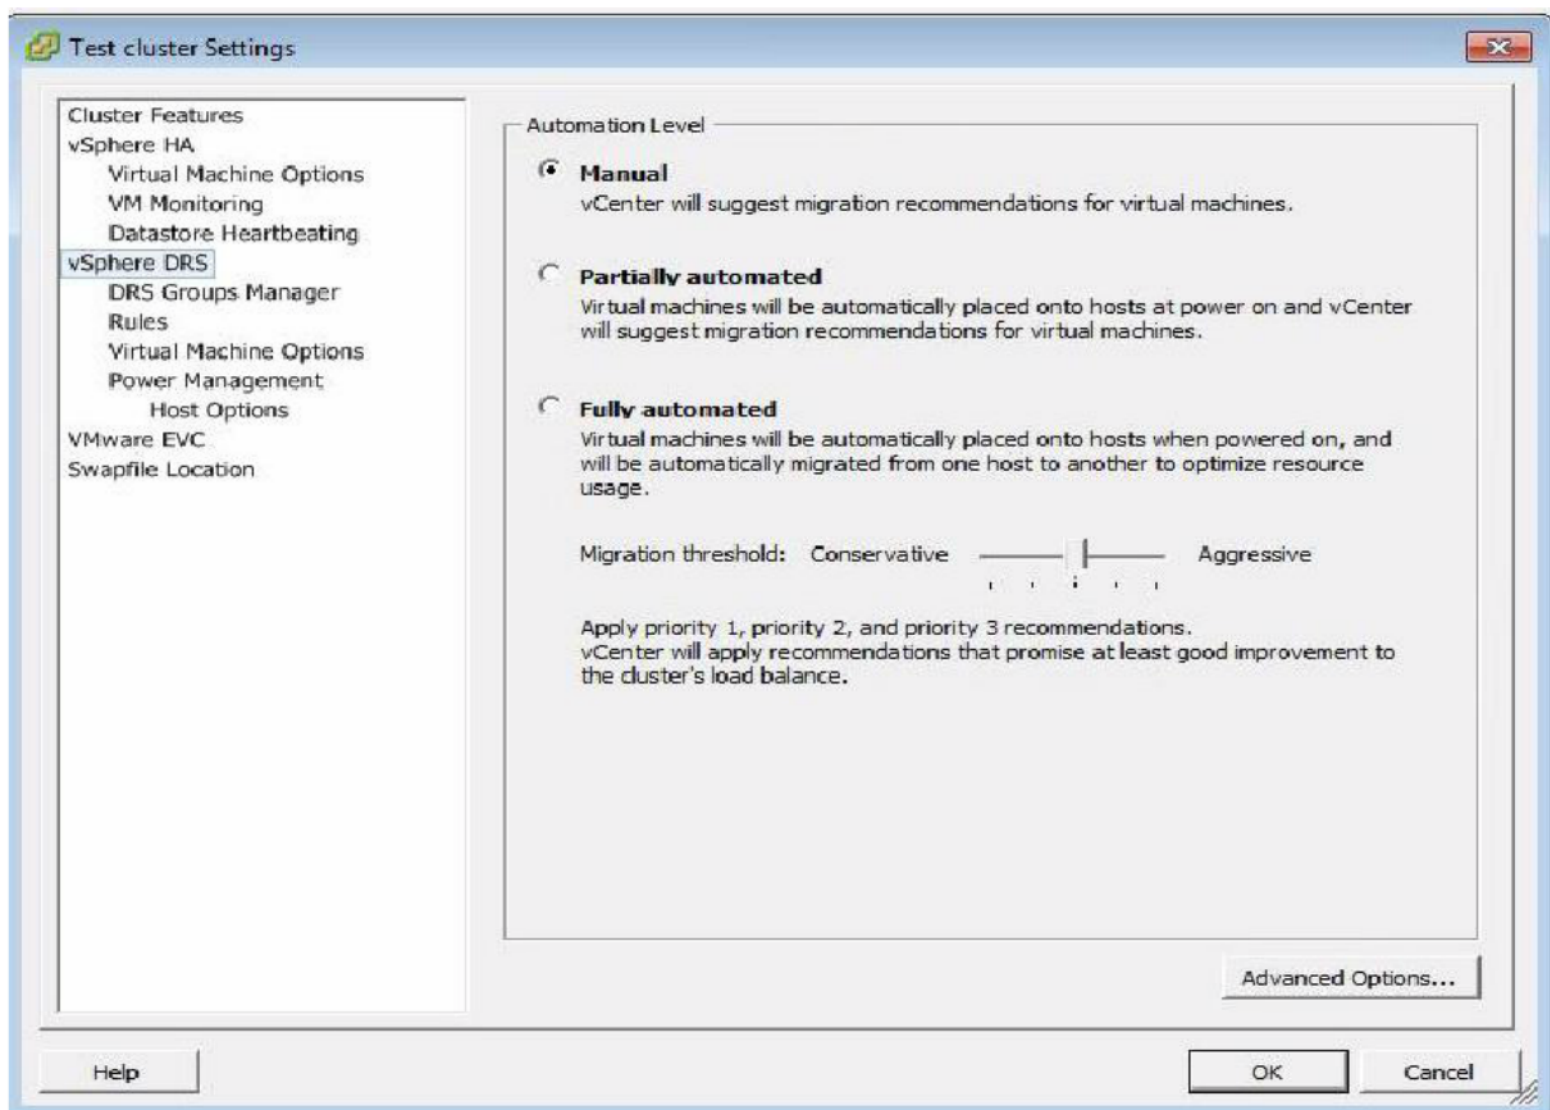 Test cluster Settings
Cluster Features
vSphere HA
Virtual Machine Options
VM Monitoring
Datastore Heartbeating
vSphere DRS
DRS Groups Manager
Rules
Virtual Machine Options
Power Management
Host Options
VMware EVC
Swapfile Location
Automation Level
Manual
vCenter will suggest migration recommendations for virtual machines.
Partially automated
Virtual machines will be automatically placed onto hosts at power on and vCenter
will suggest migration recommendations for virtual machines.
Fully automated
Virtual machines will be automatically placed onto hosts when powered on, and
will be automatically migrated from one host to another to optimize resource
usage.
Migration threshold: Conservative Aggressive
Apply priority 1, priority 2, and priority 3 recommendations.
vCenter will apply recommendations that promise at least good improvement to
the cluster's load balance.
Advanced Options...
Help
OK
Cancel